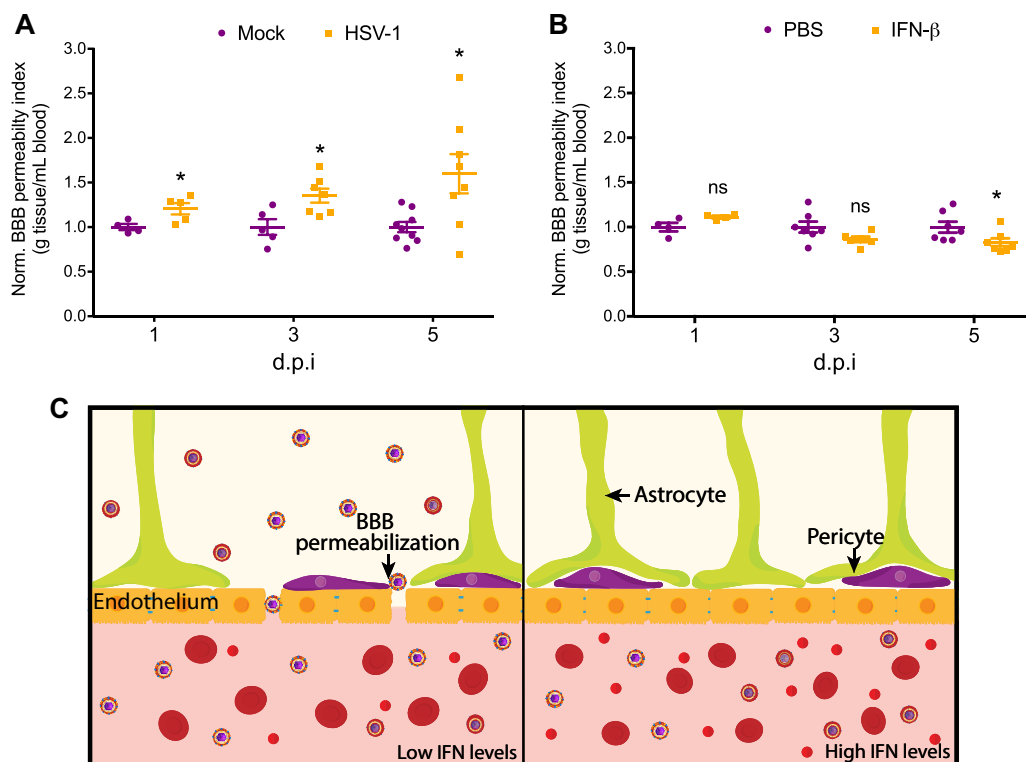 A
Mock HSV-1
Norm. BBB permeabilty index
(g tissue/mL blood)
3.0
2.5
2.0
1.5
1.0
0.5
0.0
*
*
*
1 3 5
d.p.i
B
PBS IFN-β
Norm. BBB permeability index
(g tissue/mL blood)
3.0
2.5
2.0
1.5
1.0
0.5
0.0
ns
ns
*
1 3 5
d.p.i
C
BBB
permeabilization
Endothelium
Low IFN levels
Astrocyte
Pericyte
High IFN levels